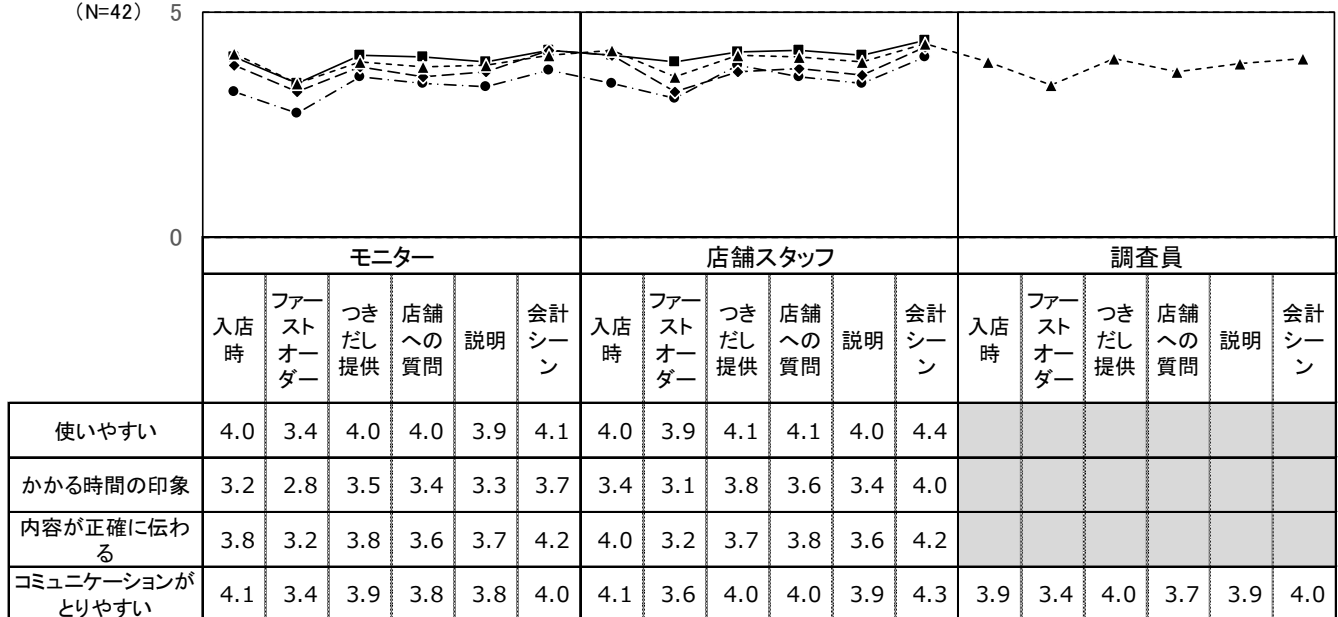 （N=42）
5
0
モニター 店舗スタッフ 調査員
入店時 ファーストオーダー つきだし提供 店舗への質問 説明 会計シーン 入店時 ファーストオーダー つきだし提供 店舗への質問 説明 会計シーン 入店時 ファーストオーダー つきだし提供 店舗への質問 説明 会計シーン
使いやすい 4.0 3.4 4.0 4.0 3.9 4.1 4.0 3.9 4.1 4.1 4.0 4.4
かかる時間の印象 3.2 2.8 3.5 3.4 3.3 3.7 3.4 3.1 3.8 3.6 3.4 4.0
内容が正確に伝わる 3.8 3.2 3.8 3.6 3.7 4.2 4.0 3.2 3.7 3.8 3.6 4.2
コミュニケーションがとりやすい 4.1 3.4 3.9 3.8 3.8 4.0 4.1 3.6 4.0 4.0 3.9 4.3 3.9 3.4 4.0 3.7 3.9 4.0